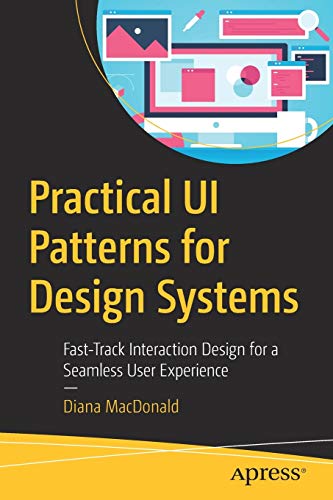 Practical UI
Patterns for
Design Systems
Fast-Track Interaction Design for a
Seamless User Experience
—
Diana MacDonald
Apress®